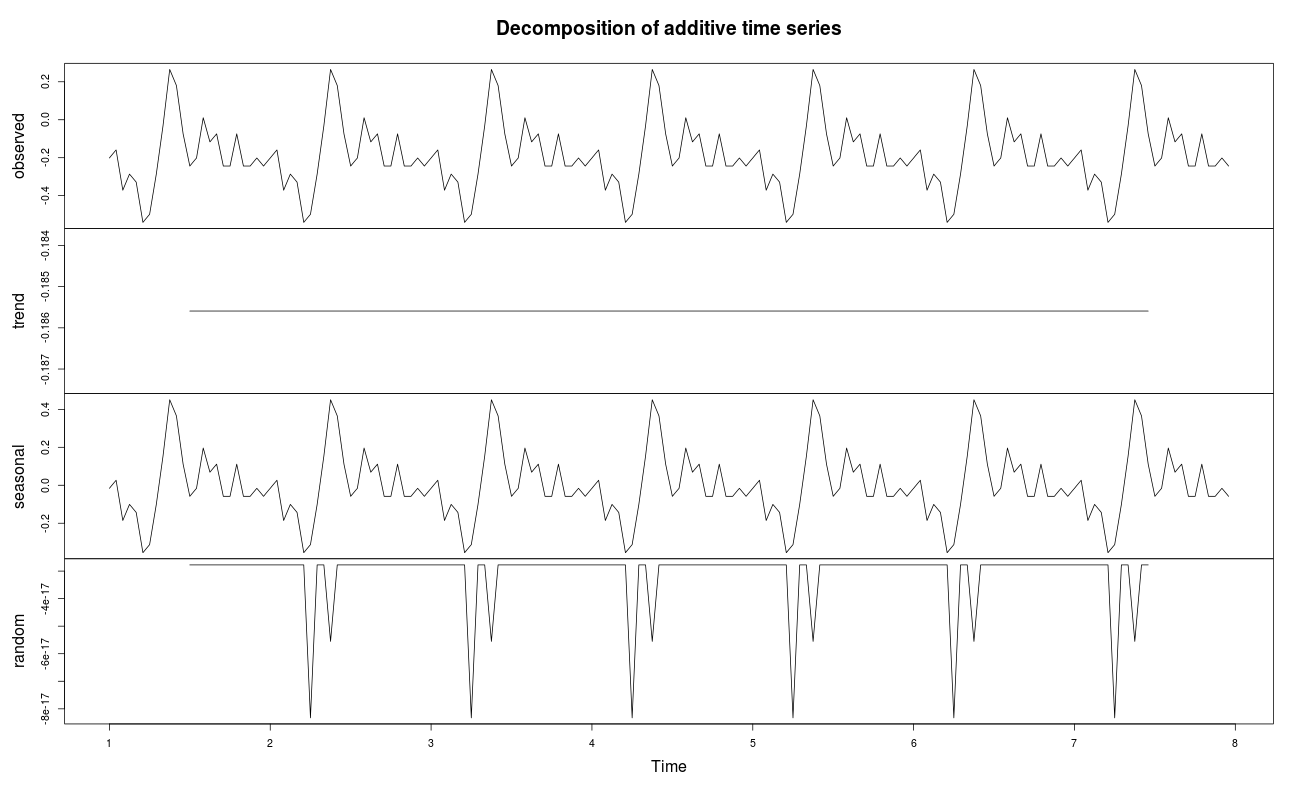 Decomposition of additive time series
observed
-0.4 -0.2 0.0 0.2
trend
-0.187 -0.186 -0.185 -0.184
seasonal
-0.2 0.0 0.2 0.4
random
-8e-17 -6e-17 -4e-17
1 2 3 4 5 6 7 8
Time